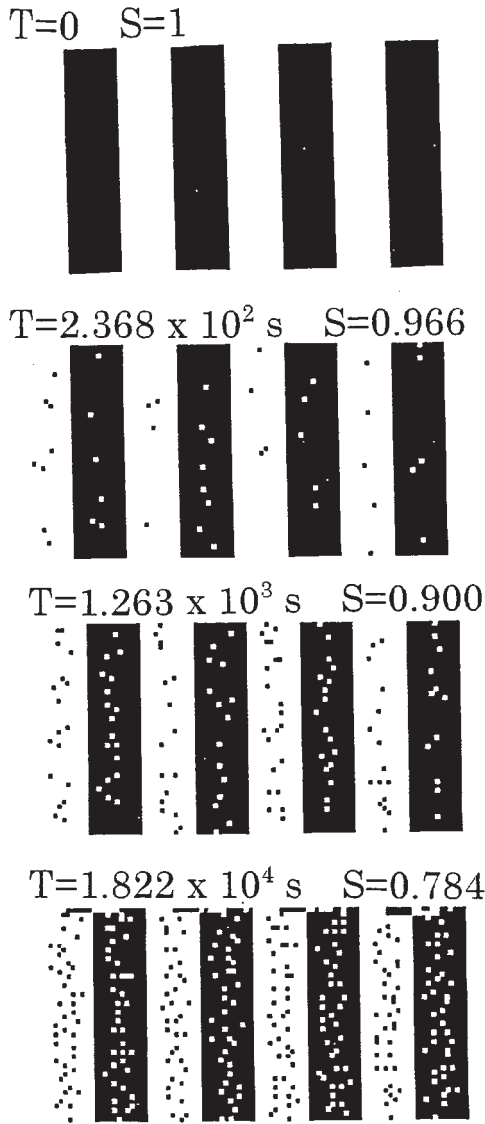 T=0 S=1
T=2.368 x 10² s S=0.966
T=1.263 x 10³ s S=0.900
T=1.822 x 10⁴ s S=0.784